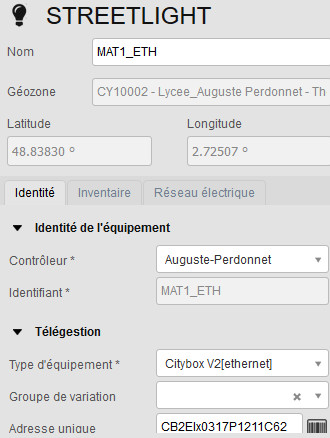 STREETLIGHT
Nom
MAT1_ETH
Géozone
CY10002 - Lycee_Auguste Perdonnet - Th
Latitude
Longitude
48.83830 º
2.72507 º
Identité
Inventaire
Réseau électrique
Identité de l'équipement
Contrôleur *
Auguste-Perdonnet
Identifiant *
MAT1_ETH
Télégestion
Type d'équipement *
Citybox V2[ethernet]
Groupe de variation
Adresse unique
CB2Elx0317P1211C62